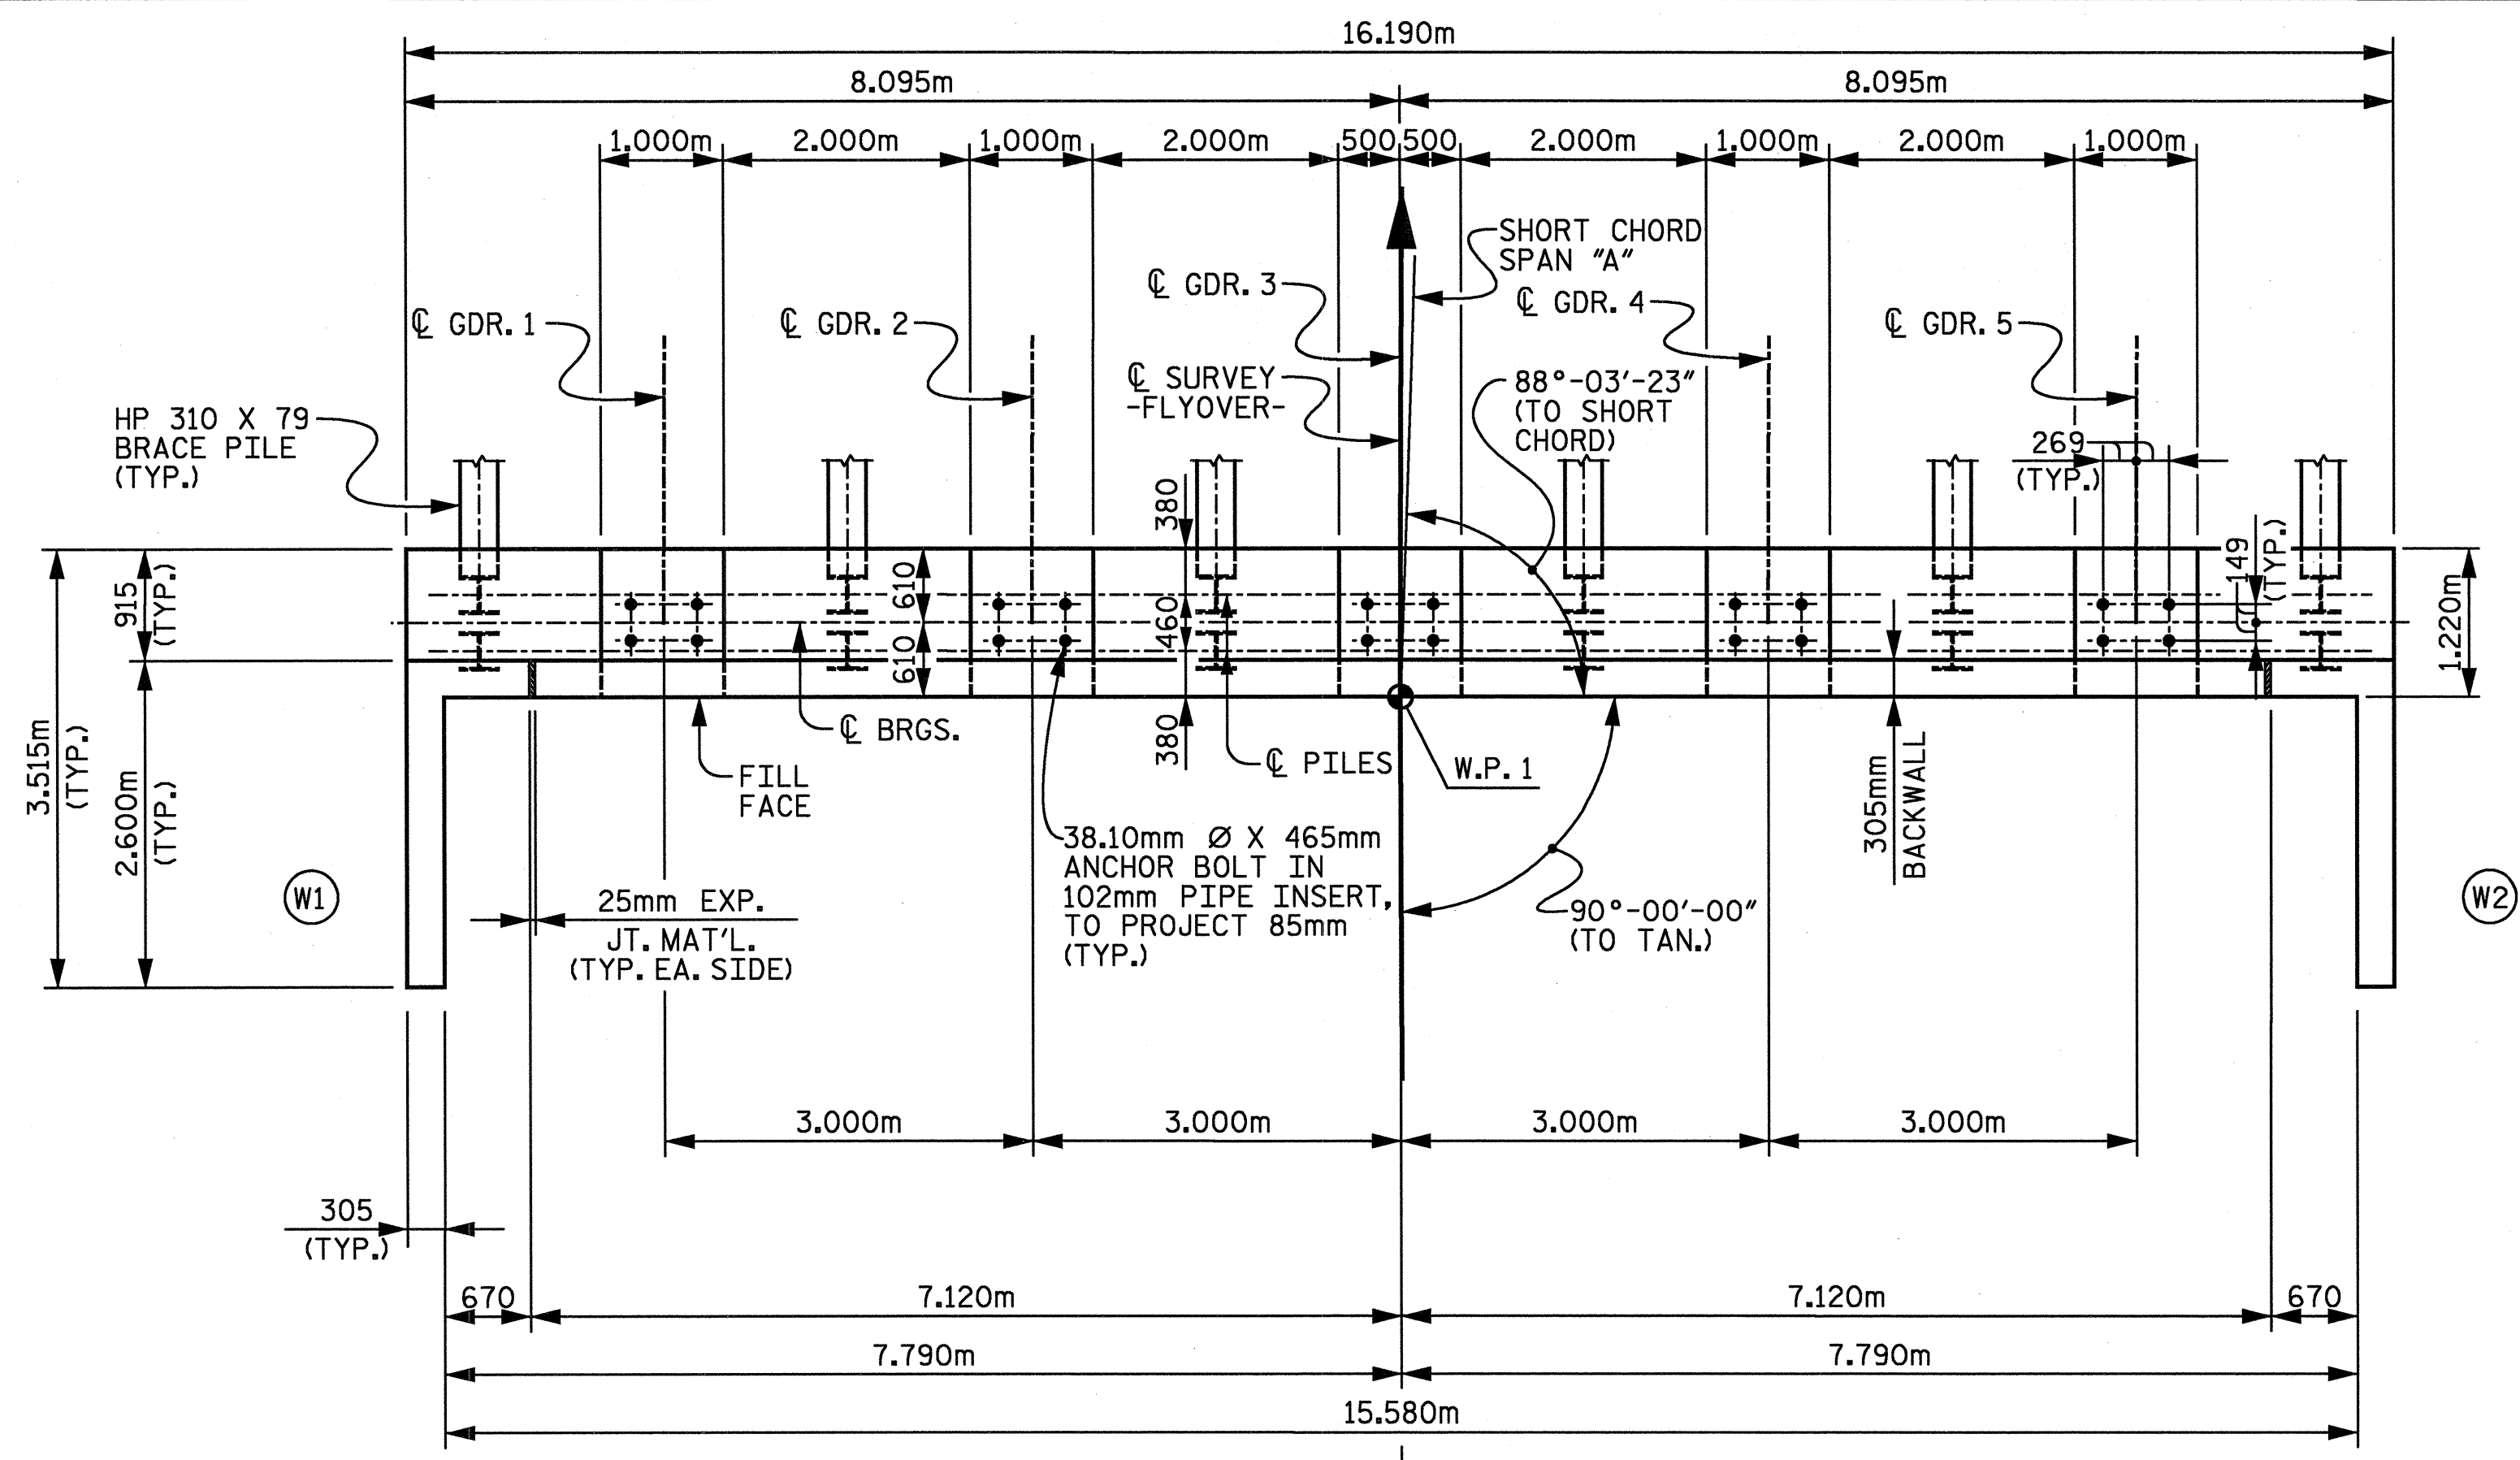 16.190m
8.095m
8.095m
1.000m
2.000m
1.000m
2.000m
500
500
2.000m
1.000m
2.000m
1.000m
SHORT CHORD
SPAN "A"
℄ GDR. 3
℄ GDR. 4
℄ GDR. 1
℄ GDR. 2
℄ GDR. 5
℄ SURVEY
-FLYOVER-
88°-03'-23"
(TO SHORT
CHORD)
HP 310 X 79
BRACE PILE
(TYP.)
269
(TYP.)
380
149
(TYP.)
915
(TYP.)
610
460
610
1.220m
℄ BRGS.
380
℄ PILES
W.P. 1
FILL
FACE
3.515m
(TYP.)
2.600m
(TYP.)
305mm
BACKWALL
38.10mm Ø X 465mm
ANCHOR BOLT IN
102mm PIPE INSERT,
TO PROJECT 85mm
(TYP.)
W1
W2
25mm EXP.
JT. MAT'L.
(TYP. EA. SIDE)
90°-00'-00"
(TO TAN.)
3.000m
3.000m
3.000m
3.000m
305
(TYP.)
670
7.120m
7.120m
670
7.790m
7.790m
15.580m